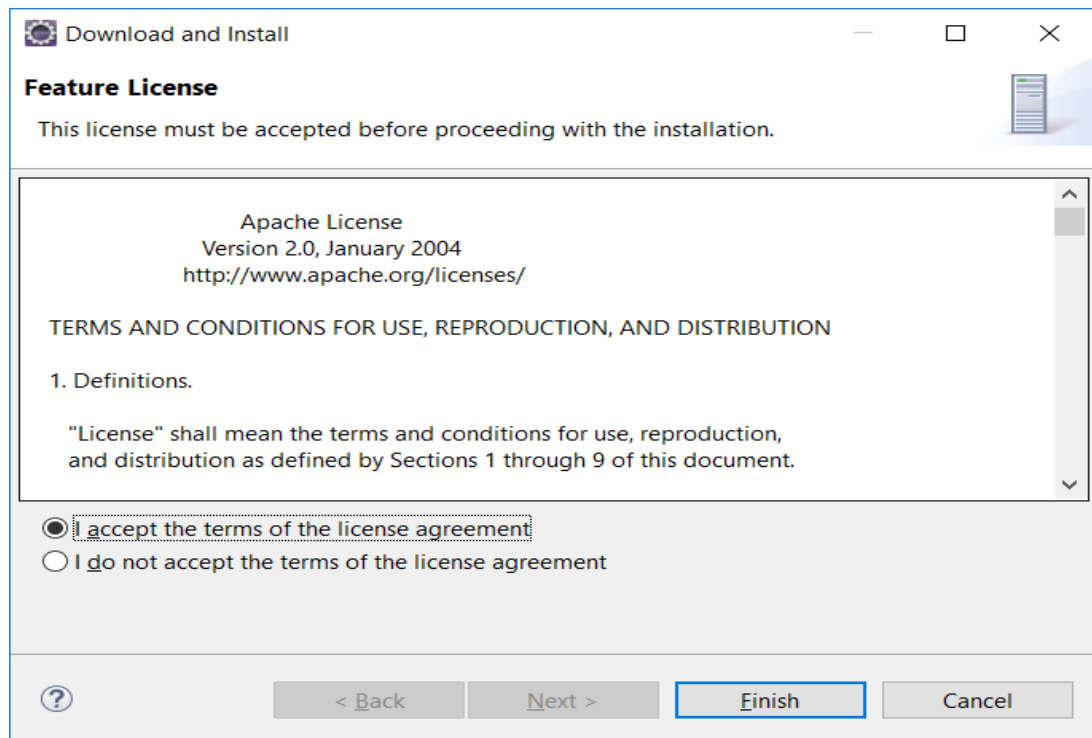 Download and Install
Feature License
This license must be accepted before proceeding with the installation.
Apache License
Version 2.0, January 2004
http://www.apache.org/licenses/
TERMS AND CONDITIONS FOR USE, REPRODUCTION, AND DISTRIBUTION
1. Definitions.
"License" shall mean the terms and conditions for use, reproduction,
and distribution as defined by Sections 1 through 9 of this document.
I accept the terms of the license agreement
I do not accept the terms of the license agreement
? < Back Next > Finish Cancel